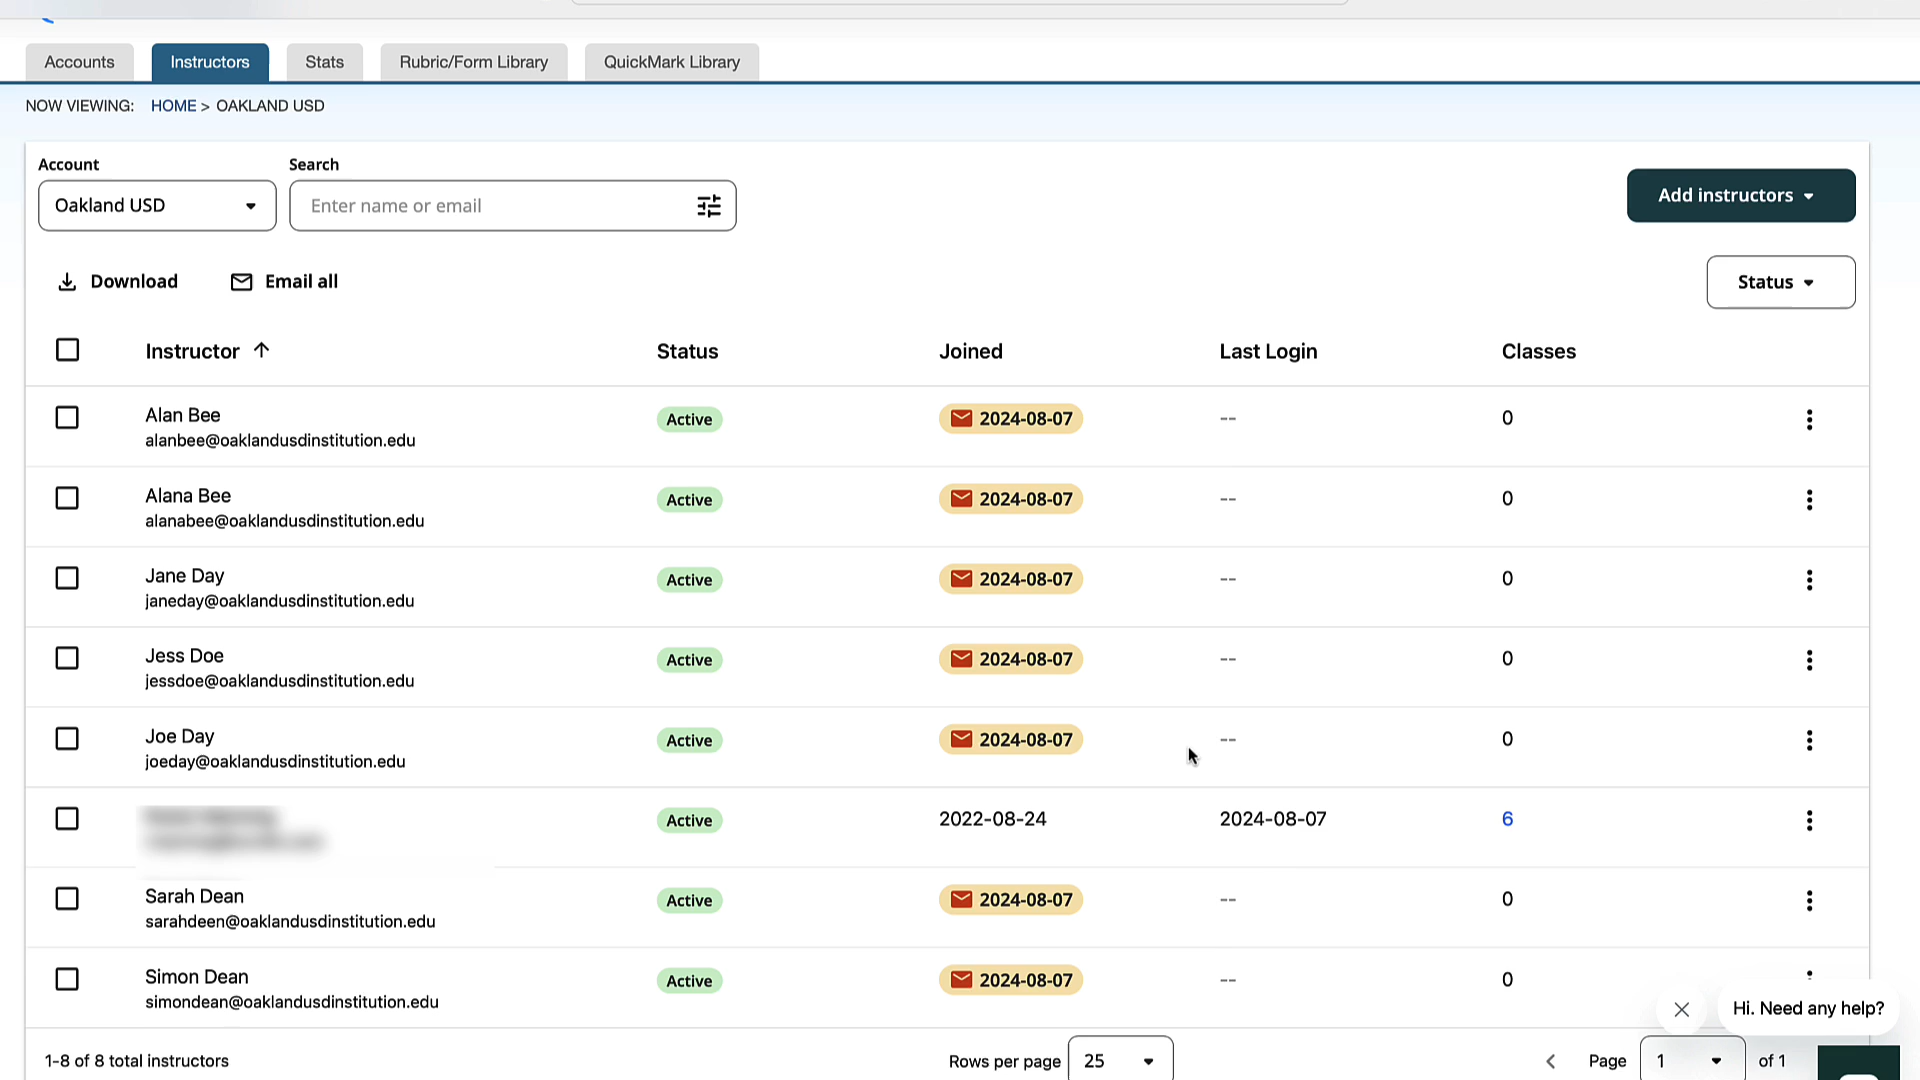 Accounts Instructors Stats Rubric/Form Library QuickMark Library
NOW VIEWING: HOME > OAKLAND USD
Account Search
Oakland USD Enter name or email Add instructors
Download Email all Status
Instructor Status Joined Last Login Classes
Alan Bee Active 2024-08-07 -- 0
alanbee@oaklandusdinstitution.edu
Alana Bee Active 2024-08-07 -- 0
alanabee@oaklandusdinstitution.edu
Jane Day Active 2024-08-07 -- 0
janeday@oaklandusdinstitution.edu
Jess Doe Active 2024-08-07 -- 0
jessdoe@oaklandusdinstitution.edu
Joe Day Active 2024-08-07 -- 0
joeday@oaklandusdinstitution.edu
Active 2022-08-24 2024-08-07 6
Sarah Dean Active 2024-08-07 -- 0
sarahdeen@oaklandusdinstitution.edu
Simon Dean Active 2024-08-07 -- 0
simondean@oaklandusdinstitution.edu
Hi. Need any help?
1-8 of 8 total instructors Rows per page 25 Page 1 of 1